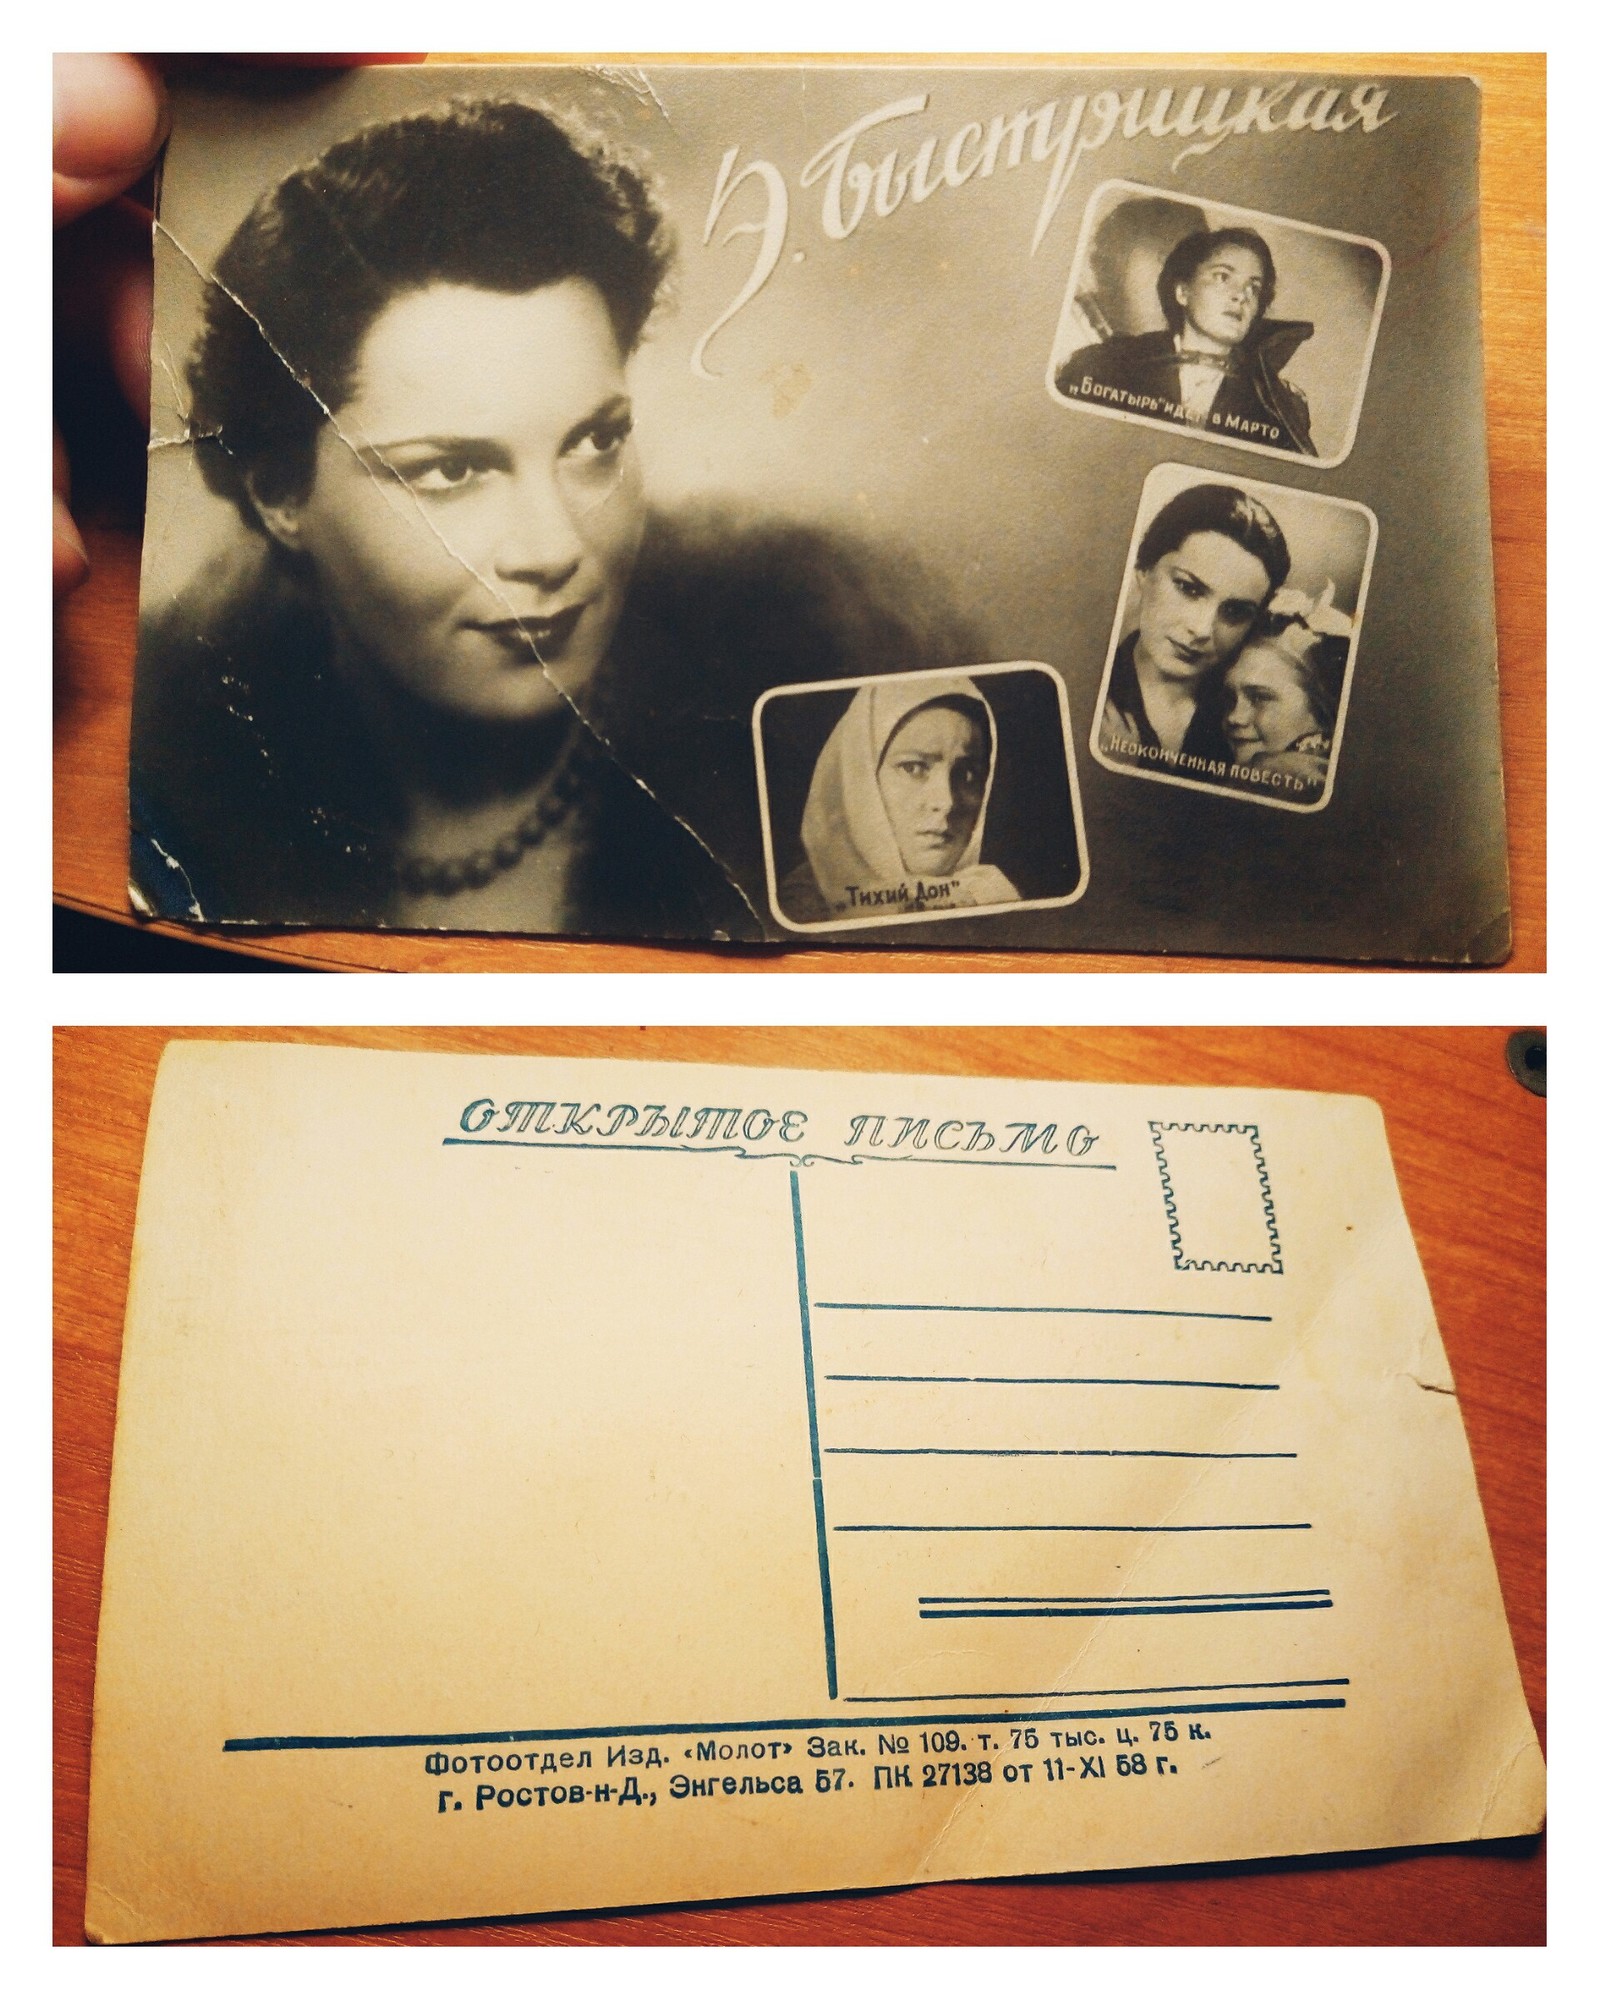 Э. Быстрицкая
„Богатырь" идет в Марто
„Неоконченная повесть"
„Тихий Дон"
ОТКРЫТОЕ ПИСЬМО
Фотоотдел Изд. «Молот» Зак. № 109. т. 75 тыс. ц. 75 к.
г. Ростов-н-Д., Энгельса 57. ПК 27138 от 11-XI 58 г.